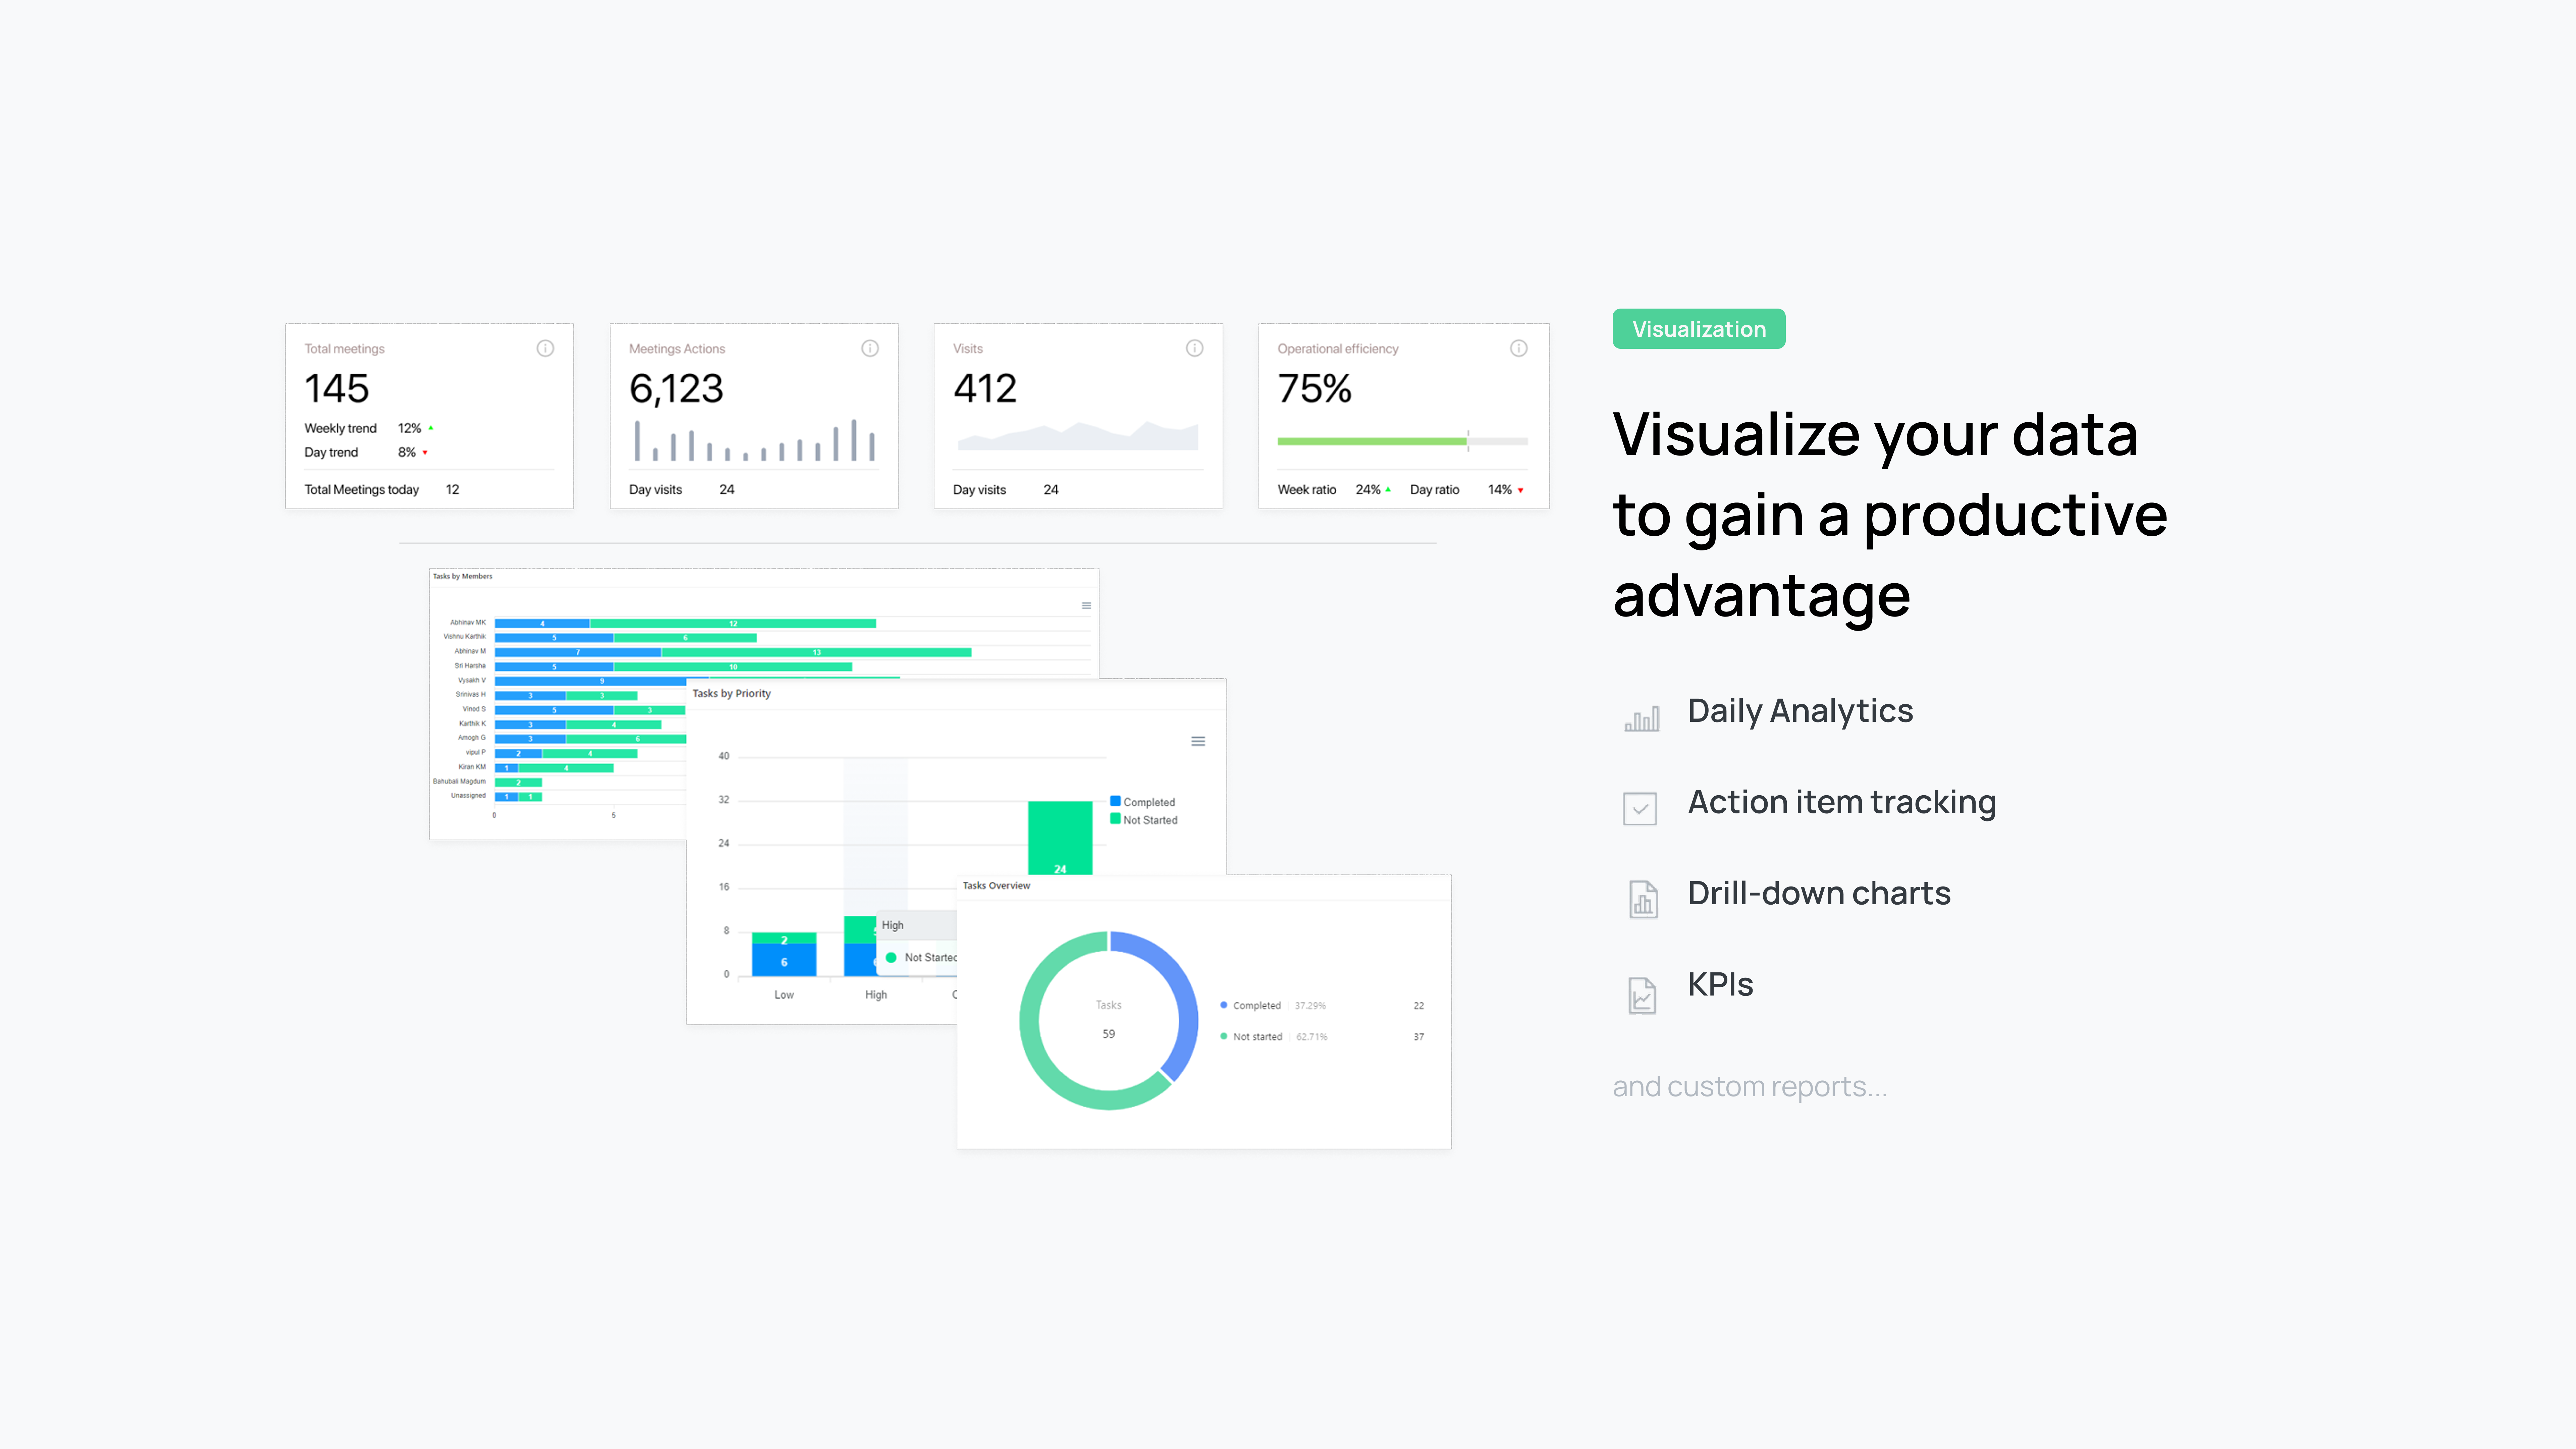 Total meetings
145
Weekly trend 12%
Day trend 8%
Total Meetings today 12
Meetings Actions
6,123
Day visits 24
Visits
412
Day visits 24
Operational efficiency
75%
Week ratio 24% Day ratio 14%
Visualization
Visualize your data
to gain a productive
advantage
Daily Analytics
Action item tracking
Drill-down charts
KPIs
and custom reports...
Tasks by Members
Abhinav MK 4 12
Vishnu Karthik 5 6
Abhinav M 7 13
Sri Harsha 5 10
Vysakh V 9
Srinivas H 3 3
Vinod S 5 3
Karthik K 3 4
Amogh G 3 6
vipul P 2 4
Kiran KM 1 4
Bahubali Magdum 2
Unassigned 1 1
0 5
Tasks by Priority
40
32
24
16
8
0
Completed
Not Started
24
2
6
High
Not Started
Low High
Tasks Overview
Tasks
59
Completed 37.29% 22
Not started 62.71% 37